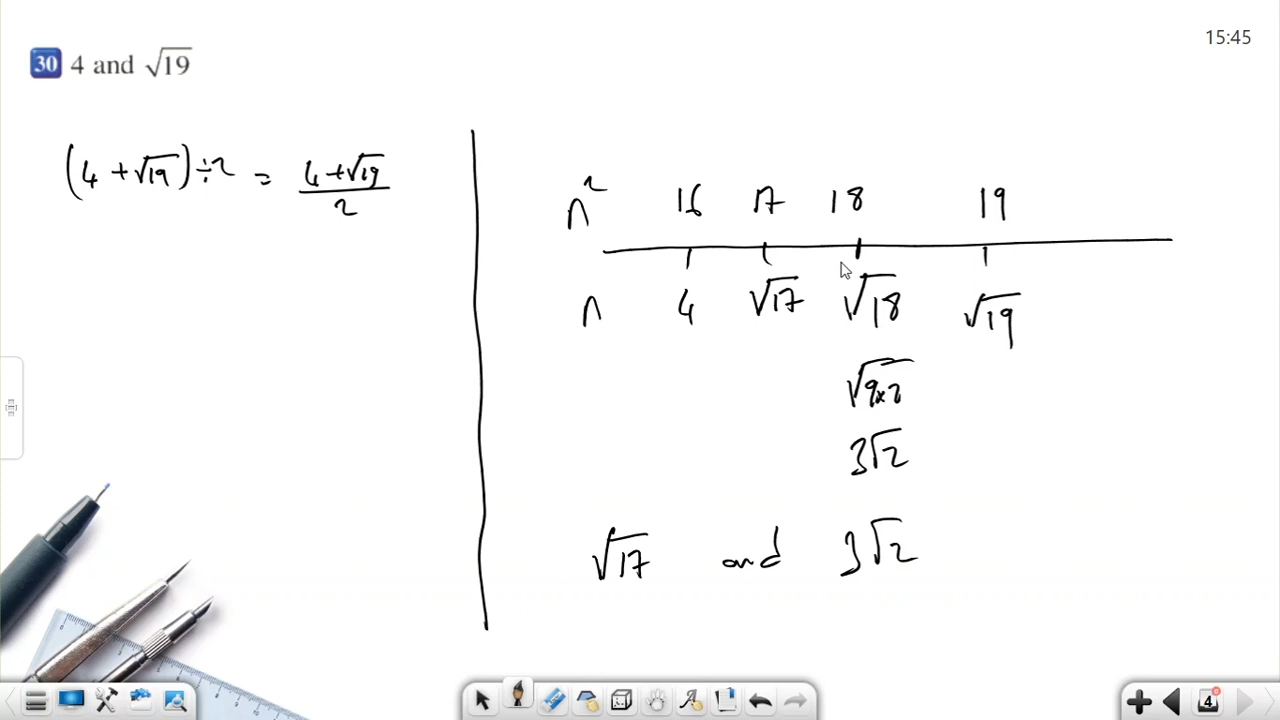 15:45
30 4 and √19
(4 + √19) ÷ 2 = (4 + √19)/2
n² 16 17 18 19
n 4 √17 √18 √19
√9×2
3√2
√17 and 3√2
4